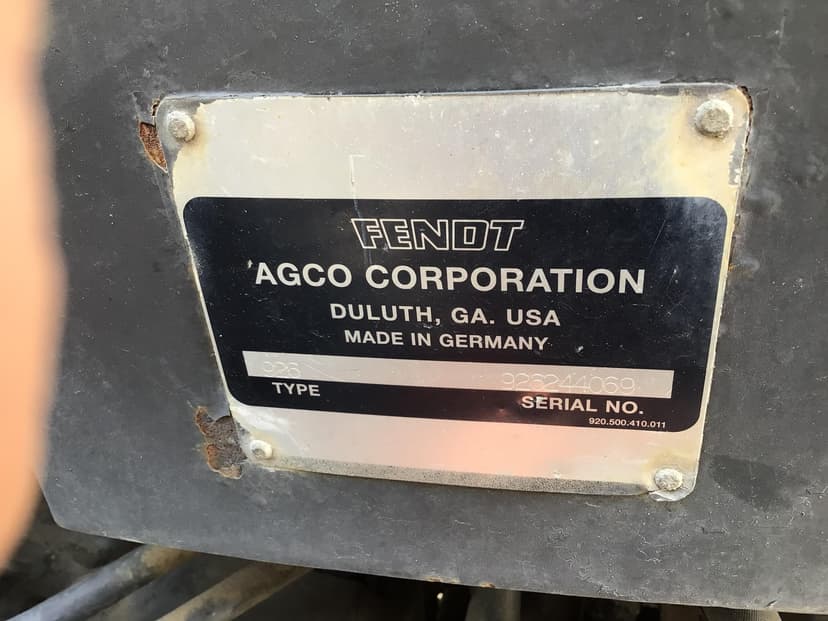 FENDT
AGCO CORPORATION
DULUTH, GA. USA
MADE IN GERMANY
926 926244069
TYPE SERIAL NO.
920.500.410.011